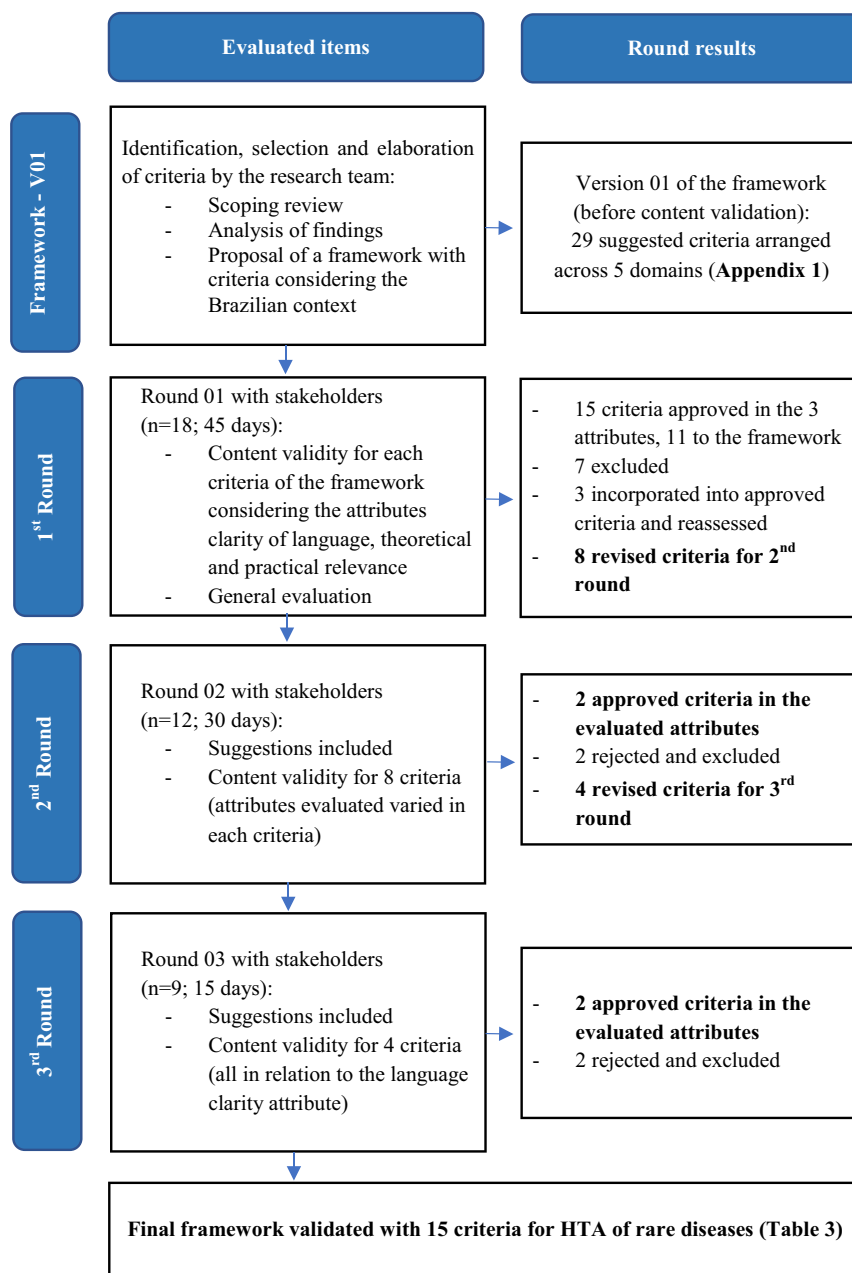 Evaluated items
Round results
Framework - V01
Identification, selection and elaboration
of criteria by the research team:
- Scoping review
- Analysis of findings
- Proposal of a framework with
criteria considering the
Brazilian context
Version 01 of the framework
(before content validation):
29 suggested criteria arranged
across 5 domains (Appendix 1)
1st Round
Round 01 with stakeholders
(n=18; 45 days):
- Content validity for each
criteria of the framework
considering the attributes
clarity of language, theoretical
and practical relevance
- General evaluation
- 15 criteria approved in the 3
attributes, 11 to the framework
- 7 excluded
- 3 incorporated into approved
criteria and reassessed
- 8 revised criteria for 2nd
round
2nd Round
Round 02 with stakeholders
(n=12; 30 days):
- Suggestions included
- Content validity for 8 criteria
(attributes evaluated varied in
each criteria)
- 2 approved criteria in the
evaluated attributes
- 2 rejected and excluded
- 4 revised criteria for 3rd
round
3rd Round
Round 03 with stakeholders
(n=9; 15 days):
- Suggestions included
- Content validity for 4 criteria
(all in relation to the language
clarity attribute)
- 2 approved criteria in the
evaluated attributes
- 2 rejected and excluded
Final framework validated with 15 criteria for HTA of rare diseases (Table 3)